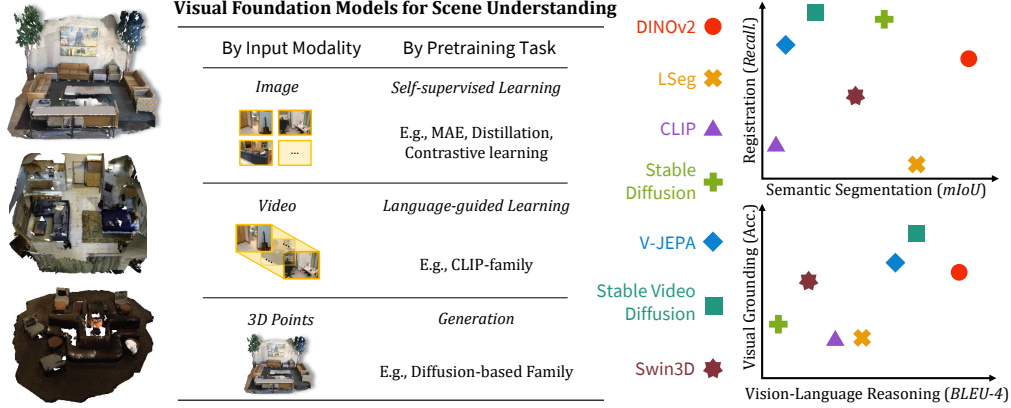 Visual Foundation Models for Scene Understanding
By Input Modality
By Pretraining Task
Image
Self-supervised Learning
...
E.g., MAE, Distillation,
Contrastive learning
Video
Language-guided Learning
...
E.g., CLIP-family
3D Points
Generation
E.g., Diffusion-based Family
DINOv2
LSeg
CLIP
Stable
Diffusion
V-JEPA
Stable Video
Diffusion
Swin3D
Registration (Recall.)
Semantic Segmentation (mIoU)
Visual Grounding (Acc.)
Vision-Language Reasoning (BLEU-4)